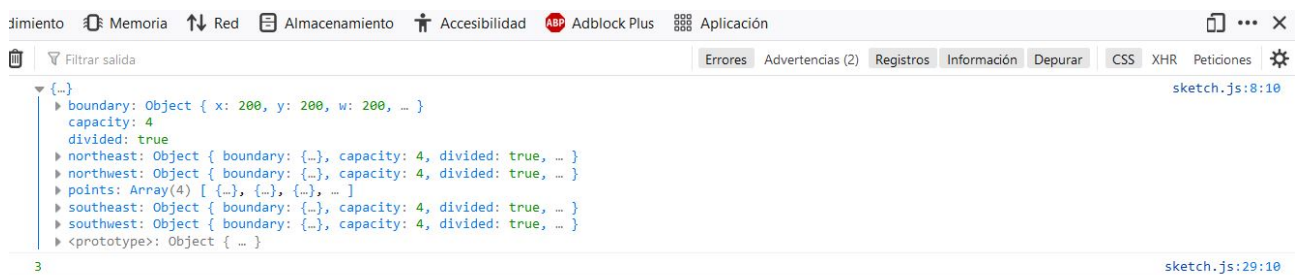 dimiento Memoria Red Almacenamiento Accesibilidad ABP Adblock Plus Aplicación
Filtrar salida Errores Advertencias (2) Registros Información Depurar CSS XHR Peticiones
{…} sketch.js:8:10
boundary: Object { x: 200, y: 200, w: 200, … }
capacity: 4
divided: true
northeast: Object { boundary: {…}, capacity: 4, divided: true, … }
northwest: Object { boundary: {…}, capacity: 4, divided: true, … }
points: Array(4) [ {…}, {…}, {…}, … ]
southeast: Object { boundary: {…}, capacity: 4, divided: true, … }
southwest: Object { boundary: {…}, capacity: 4, divided: true, … }
<prototype>: Object { … }
3 sketch.js:29:10